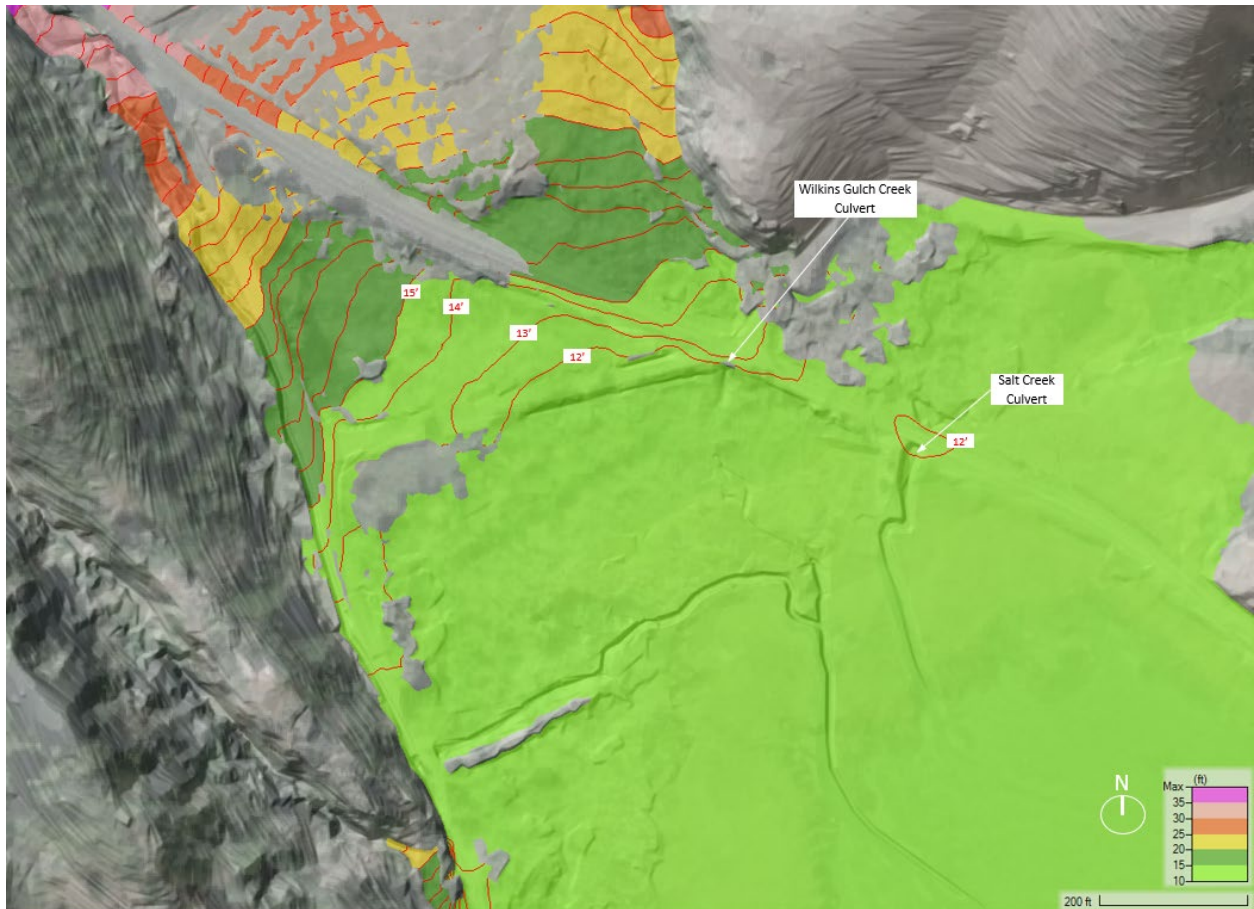 Wilkins Gulch Creek
Culvert
15'
14'
13'
12'
Salt Creek
Culvert
12'
N
(ft)
Max
35
30
25
20
15
10
200 ft